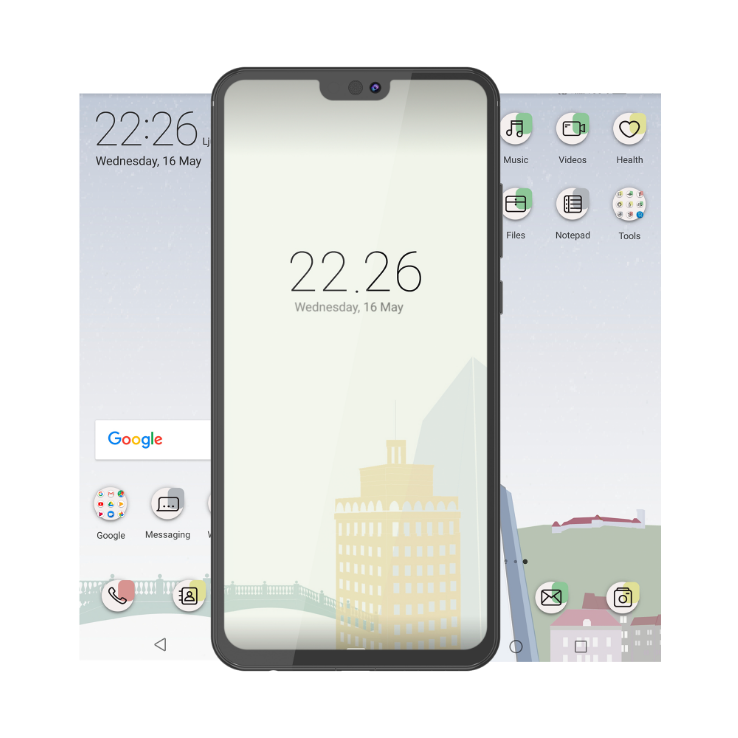 22:26
Wednesday, 16 May
Google
Google
Messaging
22.26
Wednesday, 16 May
Music
Videos
Health
Files
Notepad
Tools